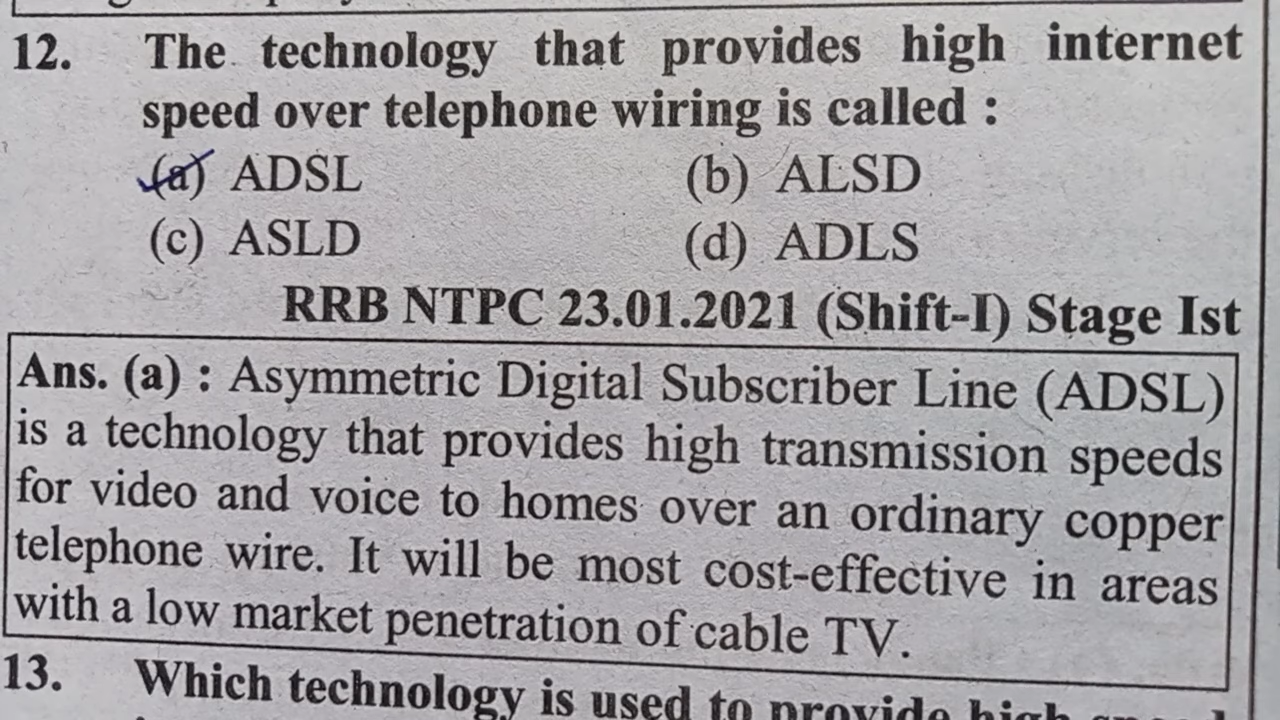 12. The technology that provides high internet
speed over telephone wiring is called :
(a) ADSL (b) ALSD
(c) ASLD (d) ADLS
RRB NTPC 23.01.2021 (Shift-I) Stage Ist
Ans. (a) : Asymmetric Digital Subscriber Line (ADSL)
is a technology that provides high transmission speeds
for video and voice to homes over an ordinary copper
telephone wire. It will be most cost-effective in areas
with a low market penetration of cable TV.
13. Which technology is used to provide high speed